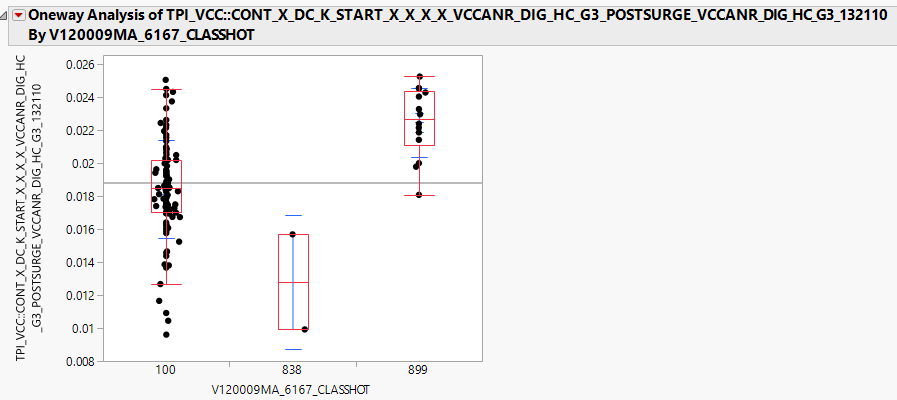 Oneway Analysis of TPI_VCC::CONT_X_DC_K_START_X_X_X_X_VCCANR_DIG_HC_G3_POSTSURGE_VCCANR_DIG_HC_G3_132110
By V120009MA_6167_CLASSHOT
TPI_VCC::CONT_X_DC_K_START_X_X_X_X_VCCANR_DIG_HC
_G3_POSTSURGE_VCCANR_DIG_HC_G3_132110
0.026
0.024
0.022
0.02
0.018
0.016
0.014
0.012
0.01
0.008
100
838
899
V120009MA_6167_CLASSHOT